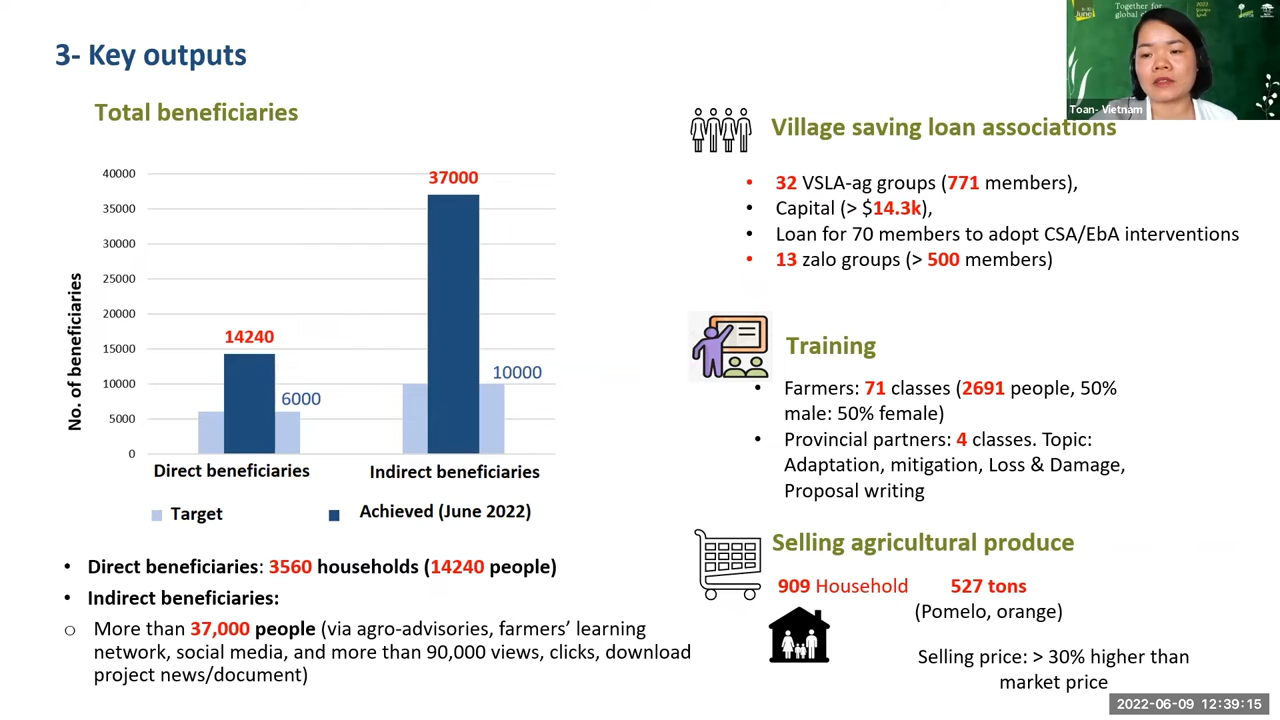 3- Key outputs
Total beneficiaries
40000
35000
30000
25000
20000
15000
10000
5000
0
No. of beneficiaries
14240
6000
37000
10000
Direct beneficiaries
Indirect beneficiaries
Target
Achieved (June 2022)
• Direct beneficiaries: 3560 households (14240 people)
• Indirect beneficiaries:
o More than 37,000 people (via agro-advisories, farmers’ learning
network, social media, and more than 90,000 views, clicks, download
project news/document)
Village saving loan associations
• 32 VSLA-ag groups (771 members),
• Capital (> $14.3k),
• Loan for 70 members to adopt CSA/EbA interventions
• 13 zalo groups (> 500 members)
Training
• Farmers: 71 classes (2691 people, 50%
male: 50% female)
• Provincial partners: 4 classes. Topic:
Adaptation, mitigation, Loss & Damage,
Proposal writing
Selling agricultural produce
909 Household
527 tons
(Pomelo, orange)
Selling price: > 30% higher than
market price
June
Together for
global
2022
Toan- Vietnam
2022-06-09 12:39:15